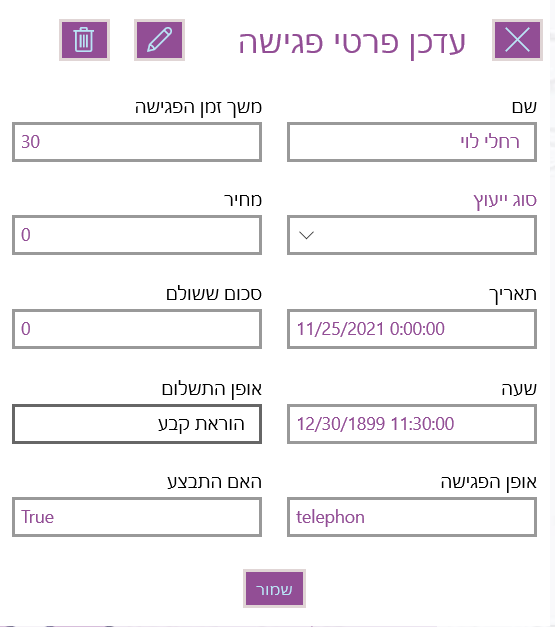 עדכן פרטי פגישה
שם
משך זמן הפגישה
רחלי לוי
30
סוג ייעוץ
מחיר
0
תאריך
סכום ששולם
11/25/2021 0:00:00
0
שעה
אופן התשלום
12/30/1899 11:30:00
הוראת קבע
אופן הפגישה
האם התבצע
telephon
True
שמור